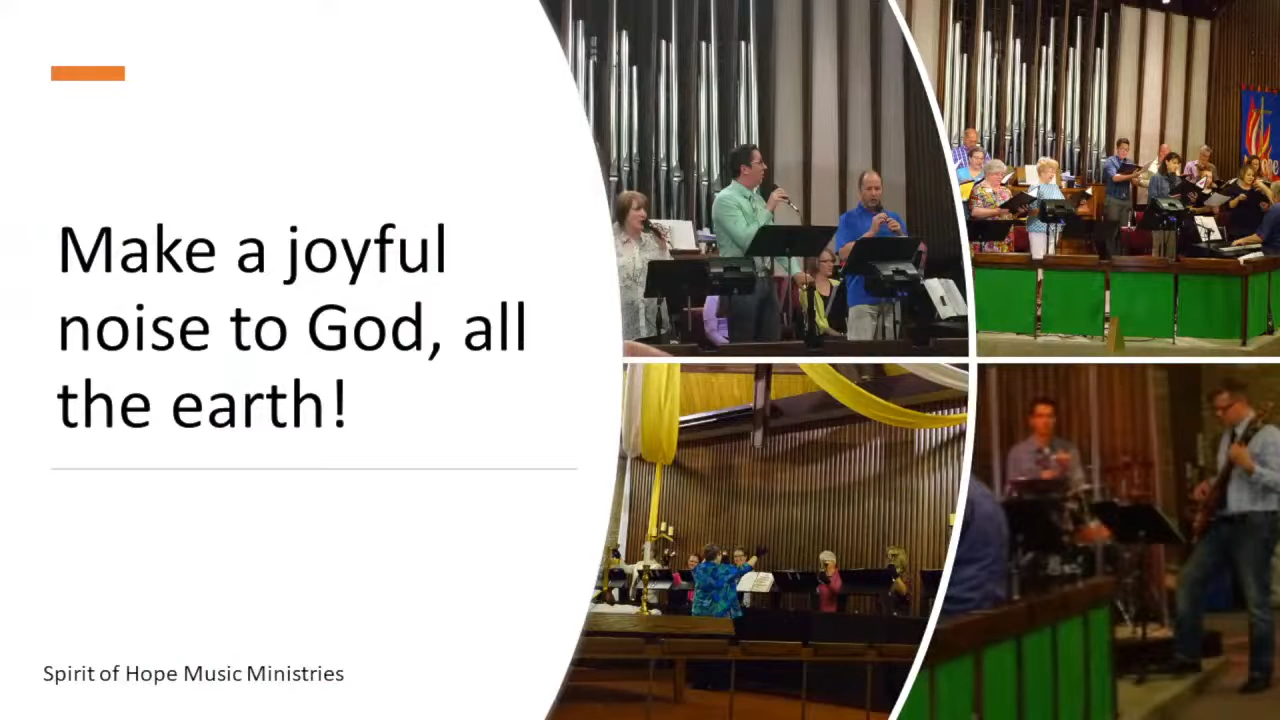 Make a joyful
noise to God, all
the earth!
Spirit of Hope Music Ministries